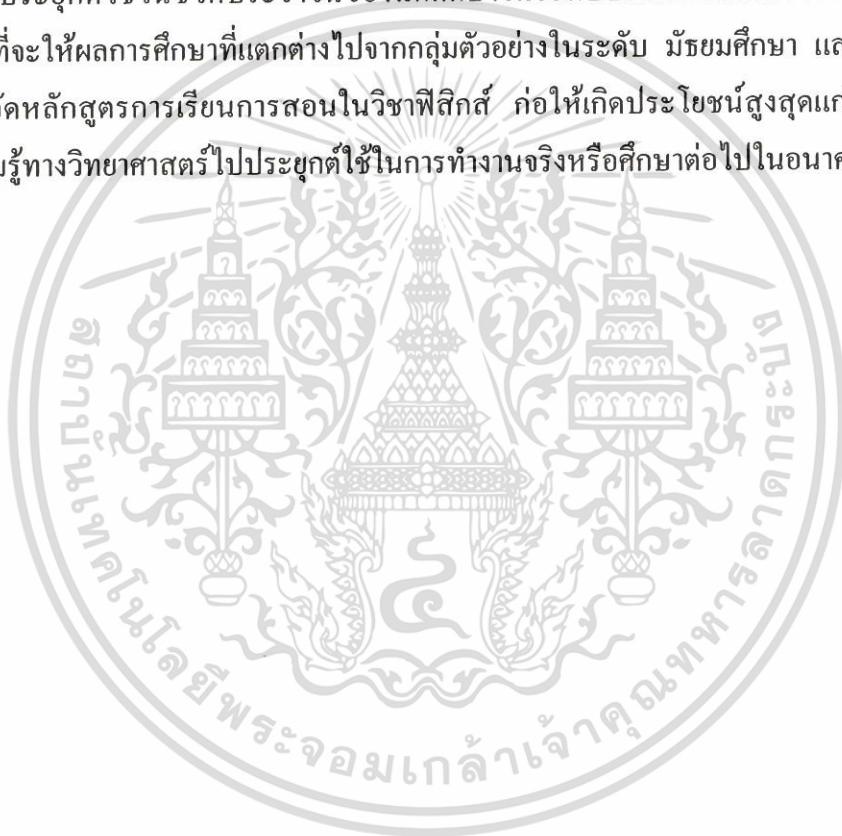 ที่จะให้ผลการศึกษาที่แตกต่างไปจากกลุ่มตัวอย่างในระดับ มัธยมศึกษา
จัดหลักสูตรการเรียนการสอนในวิชาฟิสิกส์ ก่อให้เกิดประโยชน์สูงสุด
รู้ทางวิทยาศาสตร์ไปประยุกต์ใช้ในการทำงานจริงหรือศึกษาต่อไปในอนาค
สถาบันเทคโนโลยีพระจอมเกล้าเจ้าคุณทหารลาดกระบัง